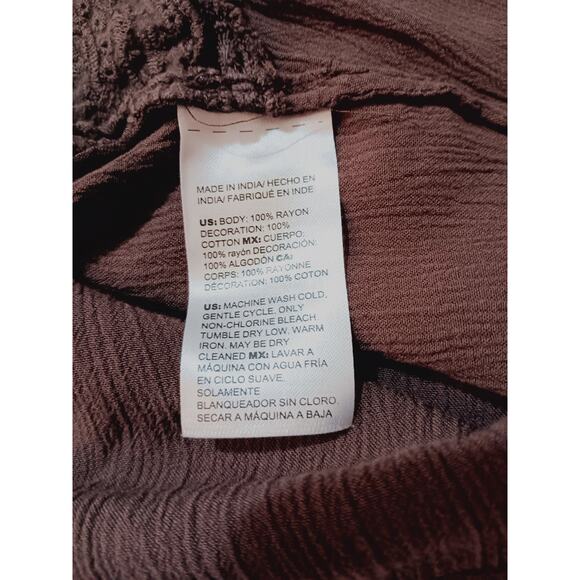 MADE IN INDIA/ HECHO EN
INDIA/ FABRIQUÉ EN INDE
US: BODY: 100% RAYON
DECORATION: 100%
COTTON MX: CUERPO:
100% rayón DECORACIÓN:
100% ALGODÓN CA:
CORPS: 100% RAYONNE
DÉCORATION: 100% COTON
US: MACHINE WASH COLD,
GENTLE CYCLE, ONLY
NON-CHLORINE BLEACH
TUMBLE DRY LOW, WARM
IRON, MAY BE DRY
CLEANED MX: LAVAR A
MÁQUINA CON AGUA FRÍA
EN CICLO SUAVE,
SOLAMENTE
BLANQUEADOR SIN CLORO,
SECAR A MÁQUINA A BAJA